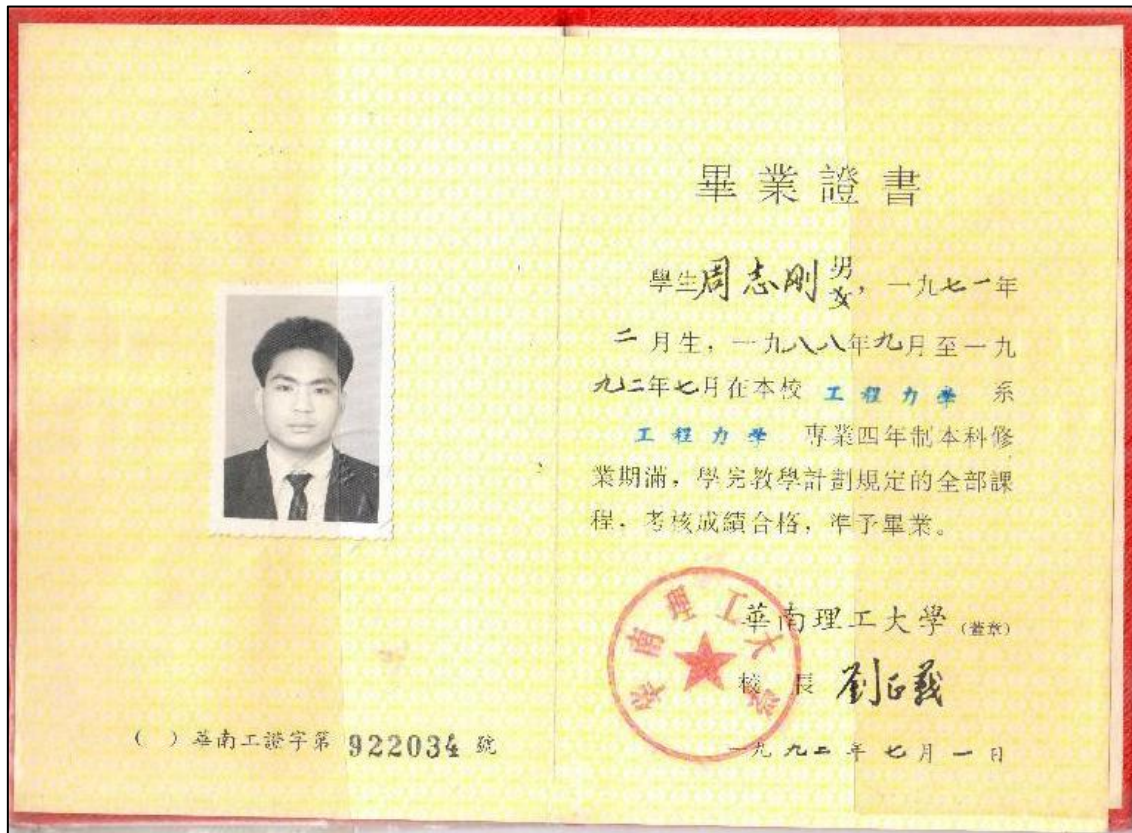 畢業證書
學生周志刚男女，一九七一年
二月生，一九八八年九月至一九
九二年七月在本校 工程力學 系
工程力學 專業四年制本科修
業期滿，學完教學計劃規定的全部課
程，考核成績合格，準予畢業。
華南理工大學
華南理工大學（蓋章）
校長 劉正義
一九九二年七月一日
（ ）華南工證字第 922034 號